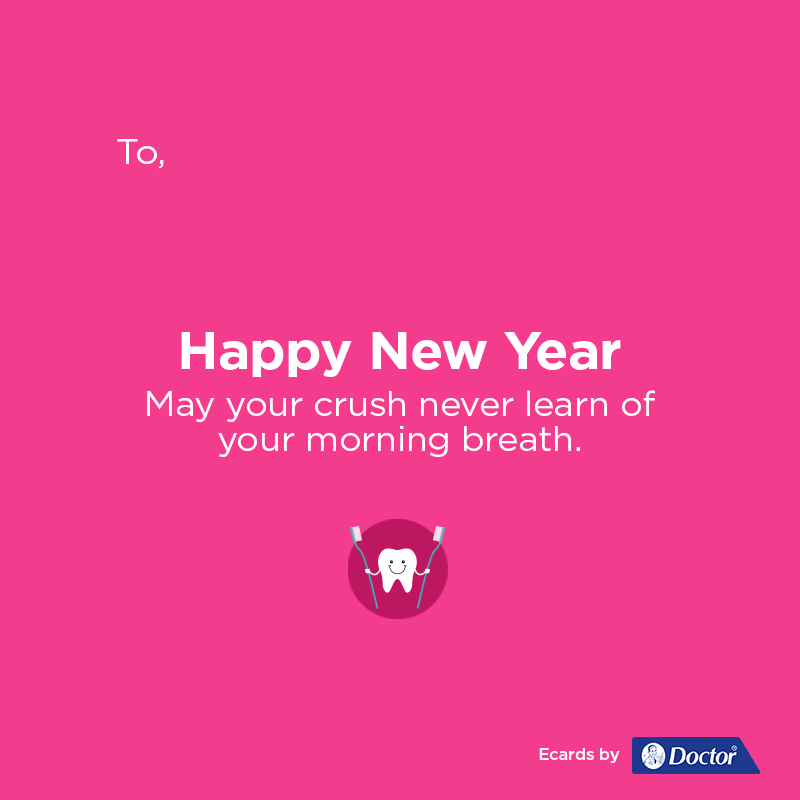 To,
Happy New Year
May your crush never learn of
your morning breath.
Ecards by Doctor®